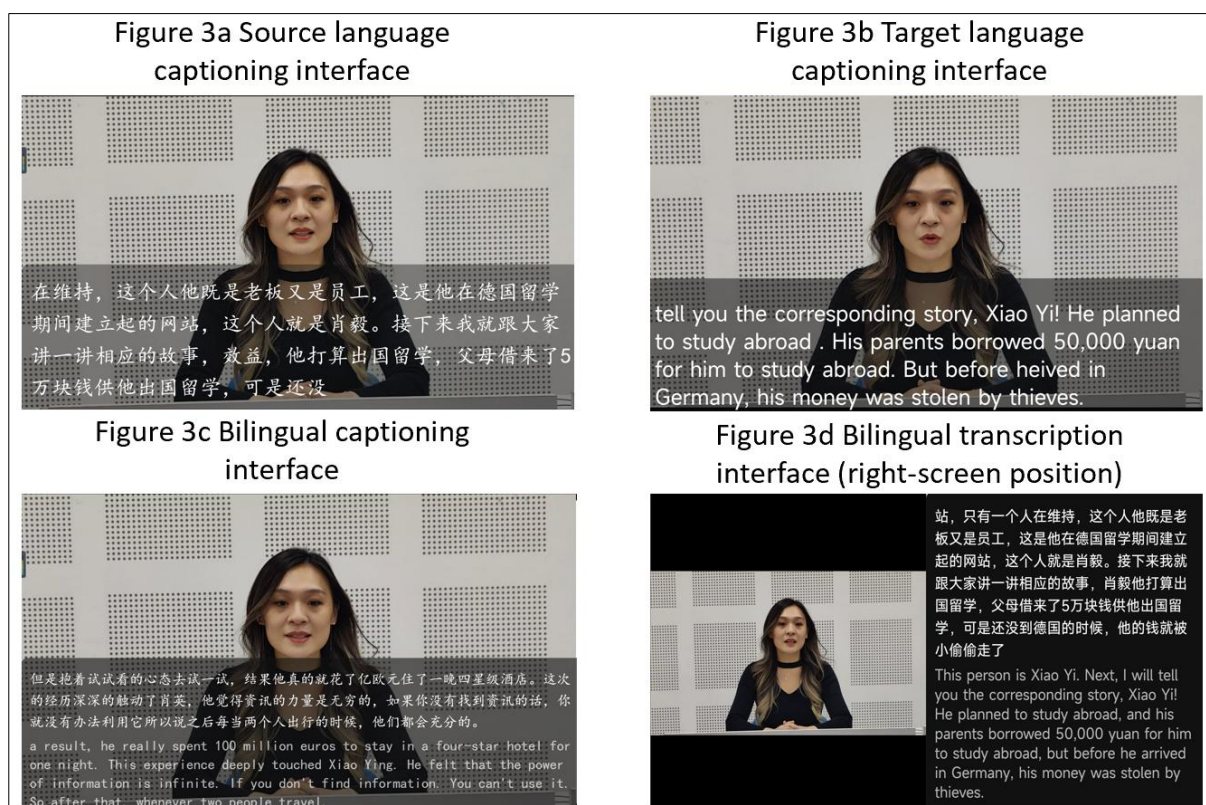 Figure 3a Source language
captioning interface
在维持，这个人他既是老板又是员工，这是他在德国留学
期间建立起的网站，这个人就是肖毅。接下来我就跟大家
讲一讲相应的故事，数益，他打算出国留学，父母借来了5
万块钱供他出国留学，可是还没
Figure 3b Target language
captioning interface
tell you the corresponding story, Xiao Yi! He planned
to study abroad . His parents borrowed 50,000 yuan
for him to study abroad. But before heived in
Germany, his money was stolen by thieves.
Figure 3c Bilingual captioning
interface
但是抱着试试看的心态去试一试，结果他真的就花了亿欧元住了一晚四星级酒店。这次
的经历深深的触动了肖英，他觉得资讯的力量是无穷的，如果你没有找到资讯的话，你
就没有办法利用它所以说之后每当两个人出行的时候，他们都会充分的。
a result, he really spent 100 million euros to stay in a four-star hotel for
one night. This experience deeply touched Xiao Ying. He felt that the power
of information is infinite. If you don't find information. You can't use it.
So after that, whenever two people travel
Figure 3d Bilingual transcription
interface (right-screen position)
站，只有一个人在维持，这个人他既是老
板又是员工，这是他在德国留学期间建立
起的网站，这个人就是肖毅。接下来我就
跟大家讲一讲相应的故事，肖毅他打算出
国留学，父母借来了5万块钱供他出国留
学，可是还没到德国的时候，他的钱就被
小偷偷走了
This person is Xiao Yi. Next, I will tell
you the corresponding story, Xiao Yi!
He planned to study abroad, and his
parents borrowed 50,000 yuan for him
to study abroad, but before he arrived
in Germany, his money was stolen by
thieves.